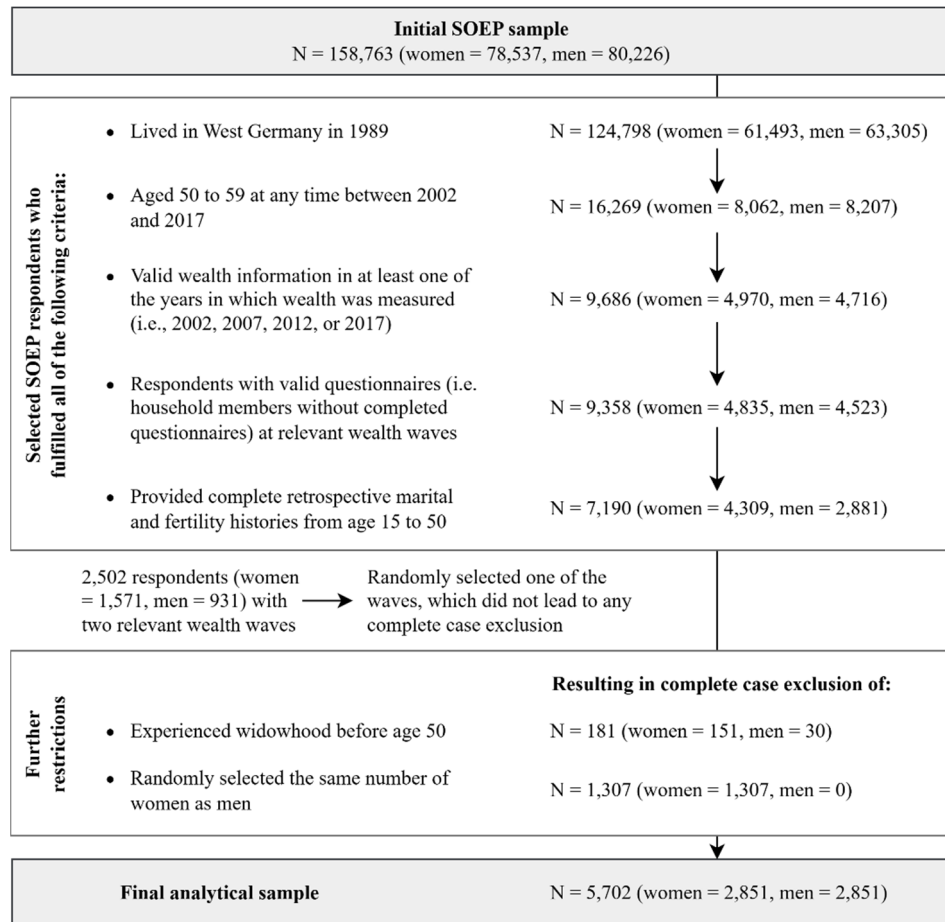 Initial SOEP sample
N = 158,763 (women = 78,537, men = 80,226)
Selected SOEP respondents who
fulfilled all of the following criteria:
• Lived in West Germany in 1989
N = 124,798 (women = 61,493, men = 63,305)
• Aged 50 to 59 at any time between 2002
and 2017
N = 16,269 (women = 8,062, men = 8,207)
• Valid wealth information in at least one of
the years in which wealth was measured
(i.e., 2002, 2007, 2012, or 2017)
N = 9,686 (women = 4,970, men = 4,716)
• Respondents with valid questionnaires (i.e.
household members without completed
questionnaires) at relevant wealth waves
N = 9,358 (women = 4,835, men = 4,523)
• Provided complete retrospective marital
and fertility histories from age 15 to 50
N = 7,190 (women = 4,309, men = 2,881)
2,502 respondents (women
= 1,571, men = 931) with
two relevant wealth waves
Randomly selected one of the
waves, which did not lead to any
complete case exclusion
Further
restrictions
Resulting in complete case exclusion of:
• Experienced widowhood before age 50
N = 181 (women = 151, men = 30)
• Randomly selected the same number of
women as men
N = 1,307 (women = 1,307, men = 0)
Final analytical sample
N = 5,702 (women = 2,851, men = 2,851)